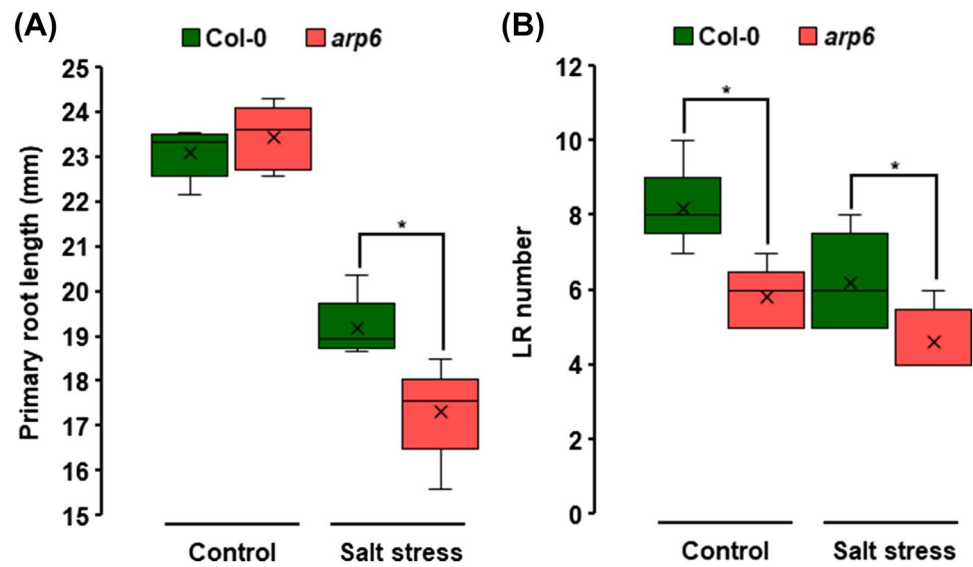 (A)
Col-0 arp6
Primary root length (mm)
25
24
23
22
21
20
19
18
17
16
15
*
Control Salt stress
(B)
Col-0 arp6
LR number
12
10
8
6
4
2
0
*
*
Control Salt stress